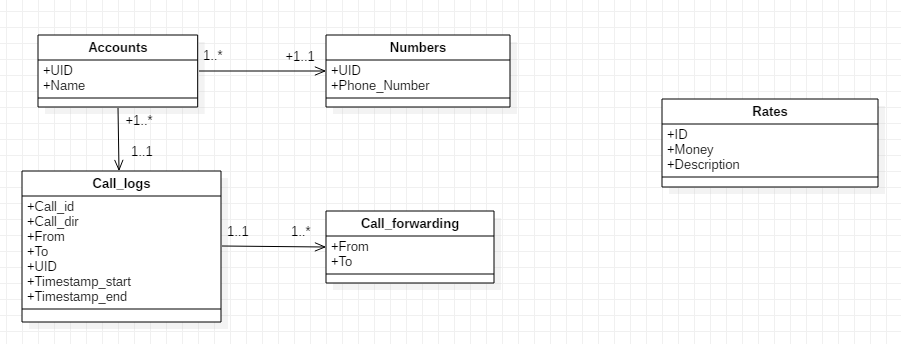 Accounts
+UID
+Name
1..*
+1..1
Numbers
+UID
+Phone_Number
Rates
+ID
+Money
+Description
+1..*
1..1
Call_logs
+Call_id
+Call_dir
+From
+To
+UID
+Timestamp_start
+Timestamp_end
1..1
1..*
Call_forwarding
+From
+To